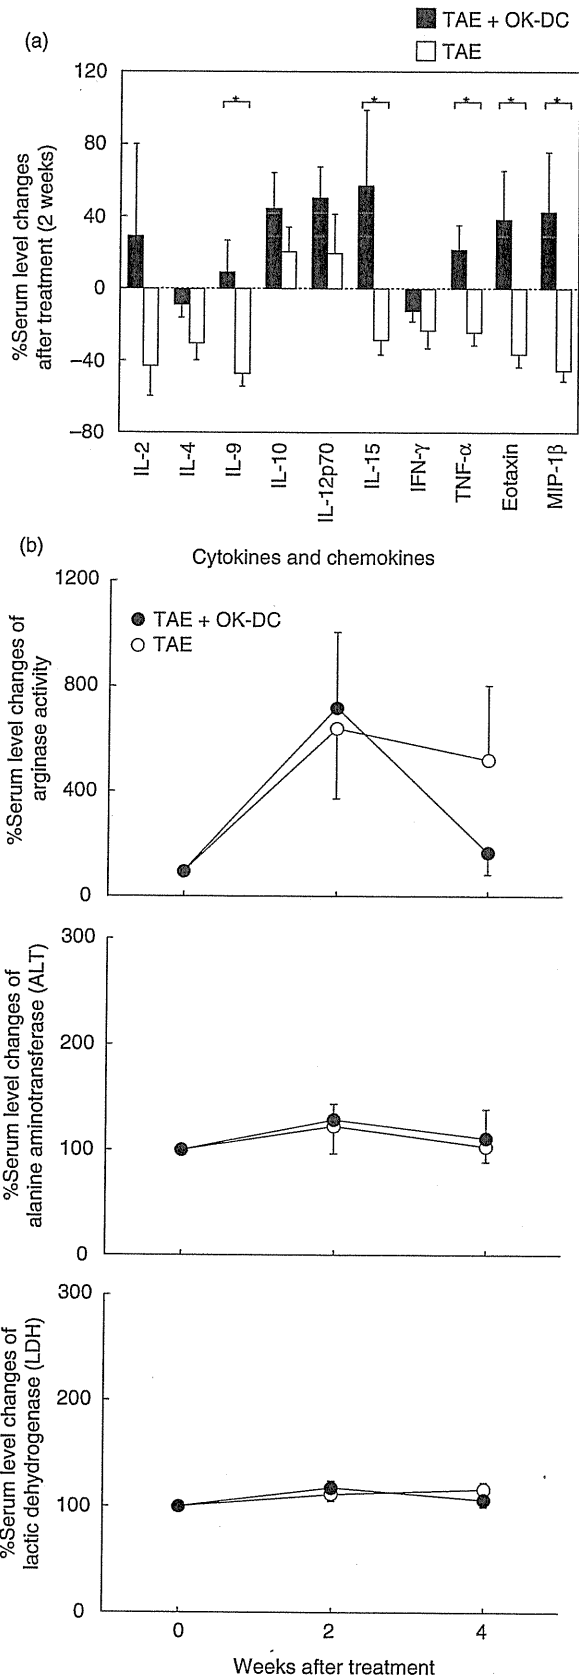 (a)
TAE + OK-DC
TAE
%Serum level changes
after treatment (2 weeks)
120
80
40
0
−40
−80
* * * * *
IL-2
IL-4
IL-9
IL-10
IL-12p70
IL-15
IFN-γ
TNF-α
Eotaxin
MIP-1β
Cytokines and chemokines
(b)
%Serum level changes of
arginase activity
1200
800
400
0
TAE + OK-DC
TAE
%Serum level changes of
alanine aminotransferase (ALT)
300
200
100
0
%Serum level changes of
lactic dehydrogenase (LDH)
300
200
100
0
0 2 4
Weeks after treatment